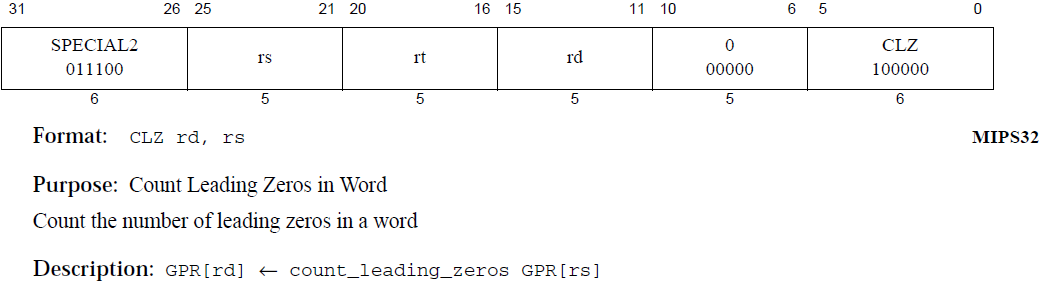 31 26 25 21 20 16 15 11 10 6 5 0
SPECIAL2 rs rt rd 0 CLZ
011100 00000 100000
6 5 5 5 5 6
Format: CLZ rd, rs MIPS32
Purpose: Count Leading Zeros in Word
Count the number of leading zeros in a word
Description: GPR[rd] ← count_leading_zeros GPR[rs]